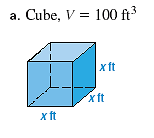 a. Cube, V = 100 ft³
x ft
x ft
x ft